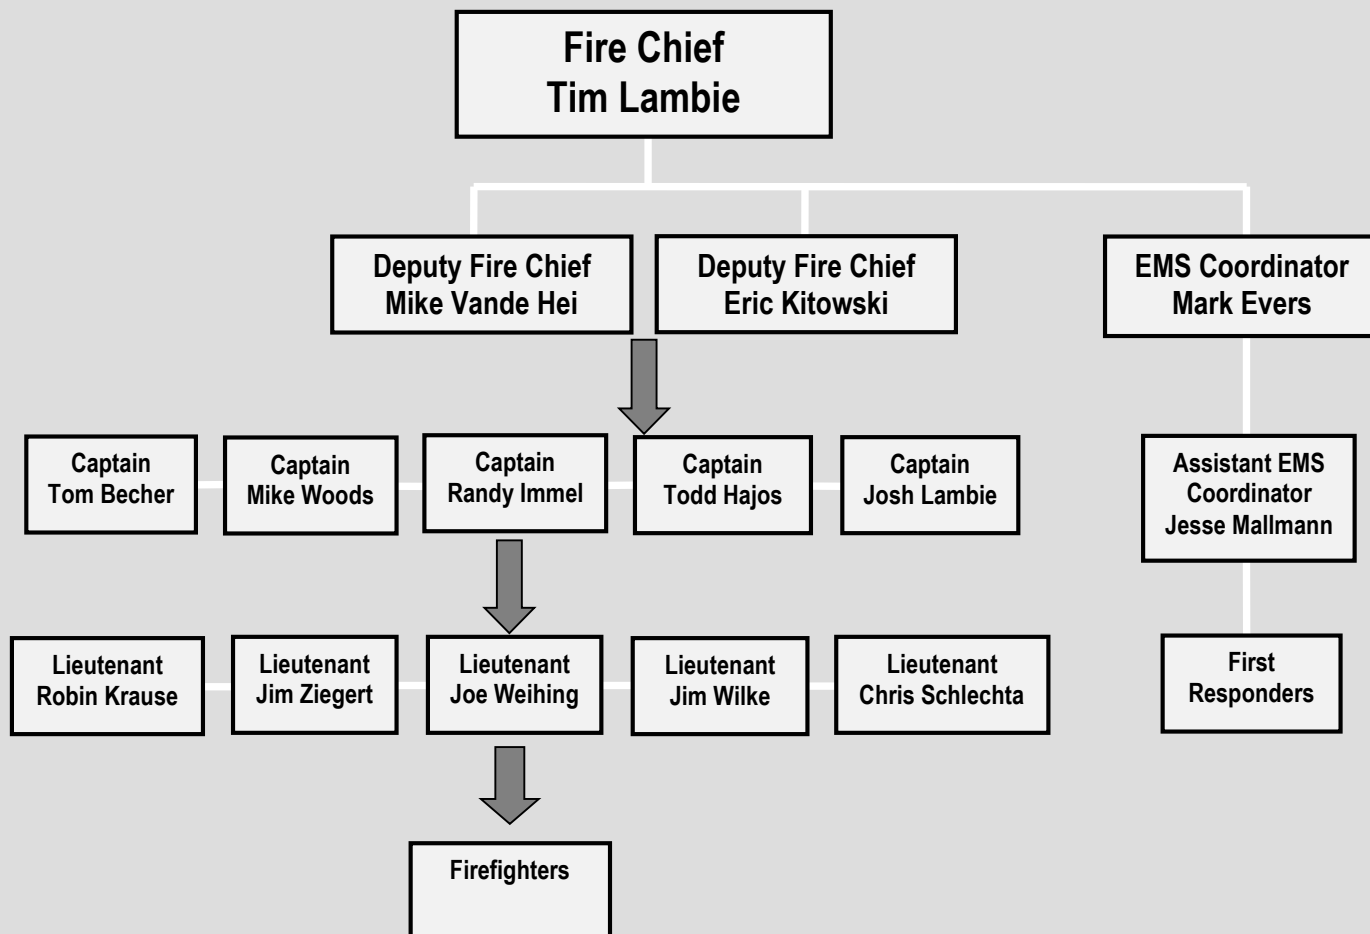 Fire Chief
Tim Lambie
Deputy Fire Chief
Mike Vande Hei
Deputy Fire Chief
Eric Kitowski
EMS Coordinator
Mark Evers
Captain
Tom Becher
Captain
Mike Woods
Captain
Randy Immel
Captain
Todd Hajos
Captain
Josh Lambie
Assistant EMS
Coordinator
Jesse Mallmann
Lieutenant
Robin Krause
Lieutenant
Jim Ziegert
Lieutenant
Joe Weihing
Lieutenant
Jim Wilke
Lieutenant
Chris Schlechta
First
Responders
Firefighters